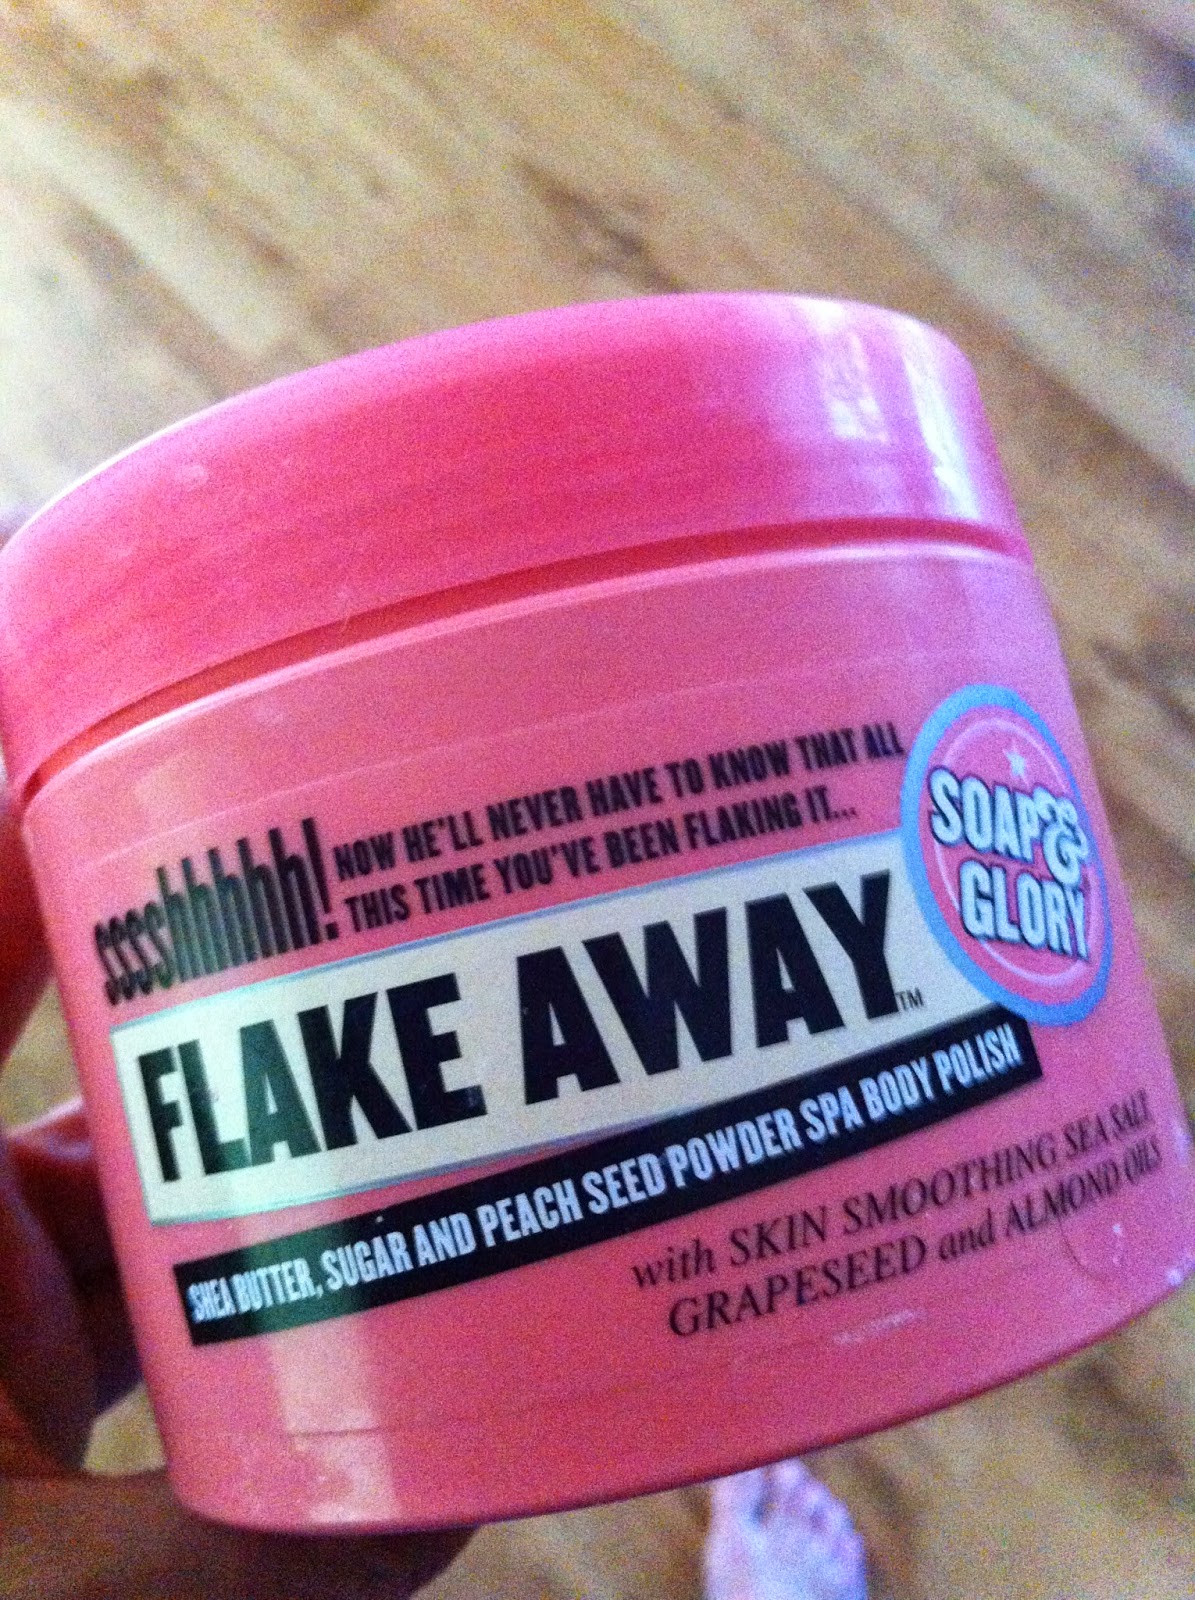 sssshhhhhh!
NOW HE'LL NEVER HAVE TO KNOW THAT ALL
THIS TIME YOU'VE BEEN FLAKING IT...
SOAP&
GLORY
FLAKE AWAY™
SHEA BUTTER, SUGAR AND PEACH SEED POWDER SPA BODY POLISH
with SKIN SMOOTHING SEA SALT,
GRAPESEED and ALMOND OILS